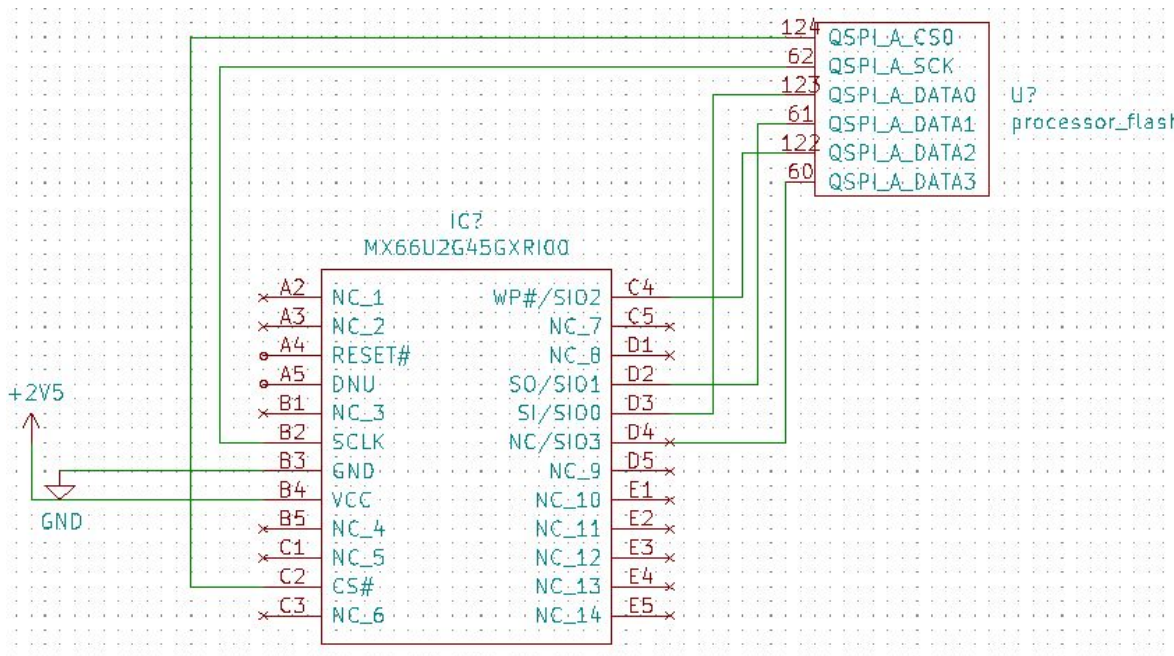 124 QSPI_A_CS0
62 QSPI_A_SCK
123 QSPI_A_DATA0
61 QSPI_A_DATA1
122 QSPI_A_DATA2
60 QSPI_A_DATA3
U?
processor_flash
IC?
MX66U2G45GXRI00
A2 NC_1
A3 NC_2
A4 RESET#
A5 DNU
B1 NC_3
B2 SCLK
B3 GND
B4 VCC
B5 NC_4
C1 NC_5
C2 CS#
C3 NC_6
WP#/SIO2 C4
NC_7 C5
NC_8 D1
SO/SIO1 D2
SI/SIO0 D3
NC/SIO3 D4
NC_9 D5
NC_10 E1
NC_11 E2
NC_12 E3
NC_13 E4
NC_14 E5
+2V5
GND